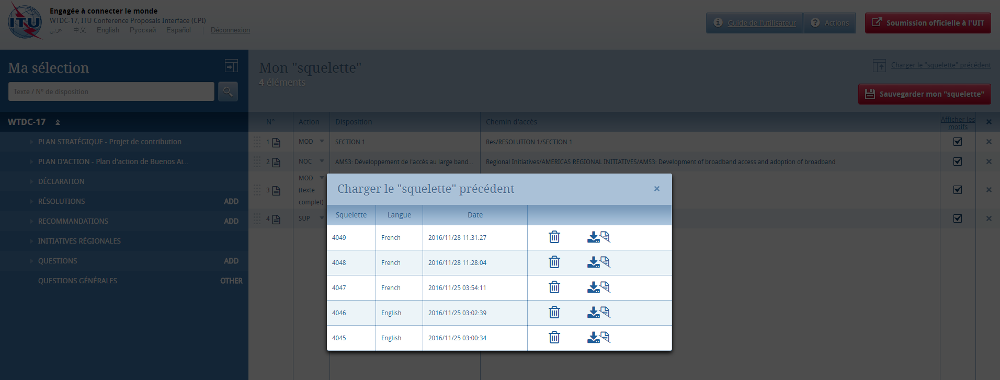 ITU
Engagée à connecter le monde
WTDC-17, ITU Conference Proposals Interface (CPI)
عربي 中文 English Русский Español Déconnexion
Guide de l'utilisateur
Actions
Soumission officielle à l'UIT
Ma sélection
Texte / N° de disposition
WTDC-17
PLAN STRATÉGIQUE - Projet de contribution ...
PLAN D'ACTION - Plan d'action de Buenos Ai...
DÉCLARATION
RÉSOLUTIONS ADD
RECOMMANDATIONS ADD
INITIATIVES RÉGIONALES
QUESTIONS ADD
QUESTIONS GÉNÉRALES OTHER
Mon "squelette"
4 éléments
Charger le "squelette" précédent
Sauvegarder mon "squelette"
N° Action Disposition Chemin d'accès Afficher les
motifs
1 MOD SECTION 1 Res/RESOLUTION 1/SECTION 1
2 NOC AMS3: Développement de l'accès au large band... Regional Initiatives/AMERICAS REGIONAL INITIATIVES/AMS3: Development of broadband access and adoption of broadband
3 MOD
(texte
complet)
4 SUP
Charger le "squelette" précédent
Squelette Langue Date
4049 French 2016/11/28 11:31:27
4048 French 2016/11/28 11:28:04
4047 French 2016/11/25 03:54:11
4046 English 2016/11/25 03:02:39
4045 English 2016/11/25 03:00:34